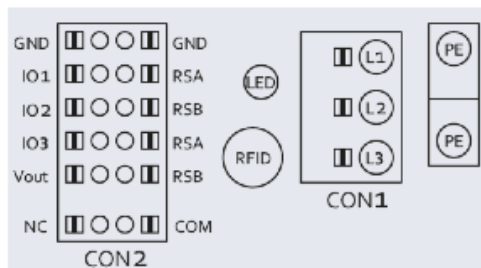 GND GND
IO1 RSA
IO2 RSB
IO3 RSA
Vout RSB
NC COM
CON2
LED
RFID
L1
L2
L3
CON1
PE
PE